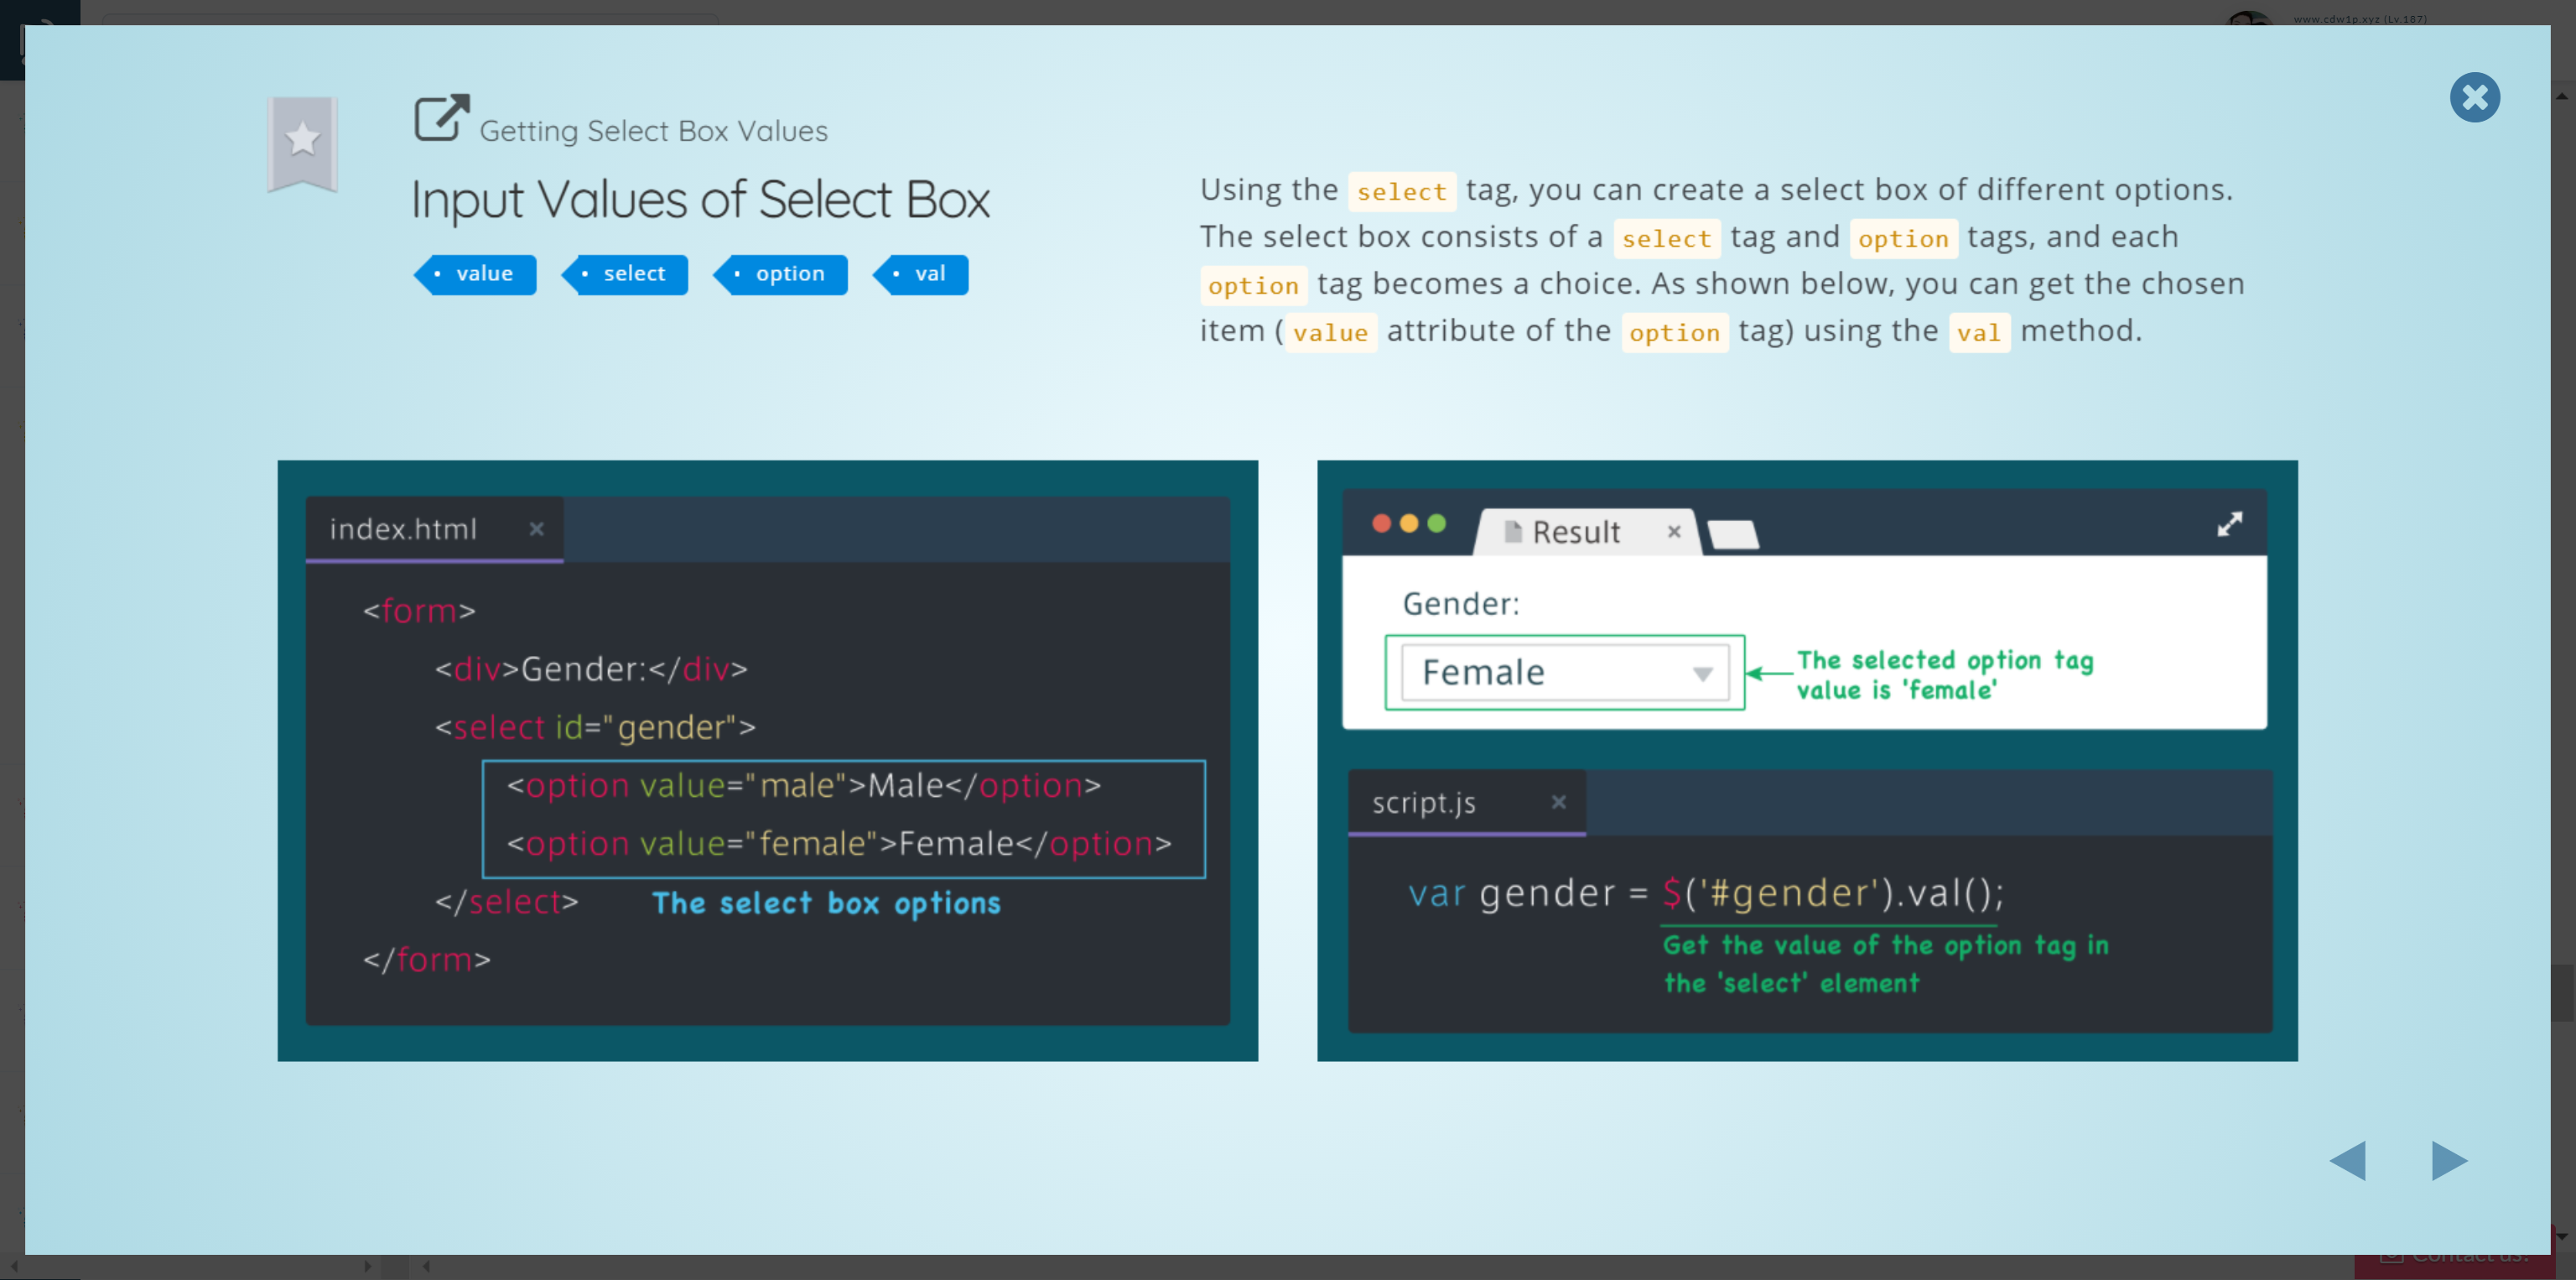 www.cdw1p.xyz (Lv.187)
Getting Select Box Values
Input Values of Select Box
value
select
option
val
Using the select tag, you can create a select box of different options.
The select box consists of a select tag and option tags, and each
option tag becomes a choice. As shown below, you can get the chosen
item ( value attribute of the option tag) using the val method.
index.html
<form>
<div>Gender:</div>
<select id="gender">
<option value="male">Male</option>
<option value="female">Female</option>
</select>
The select box options
</form>
Result
Gender:
Female
The selected option tag
value is 'female'
script.js
var gender = $('#gender').val();
Get the value of the option tag in
the 'select' element
Contact us!